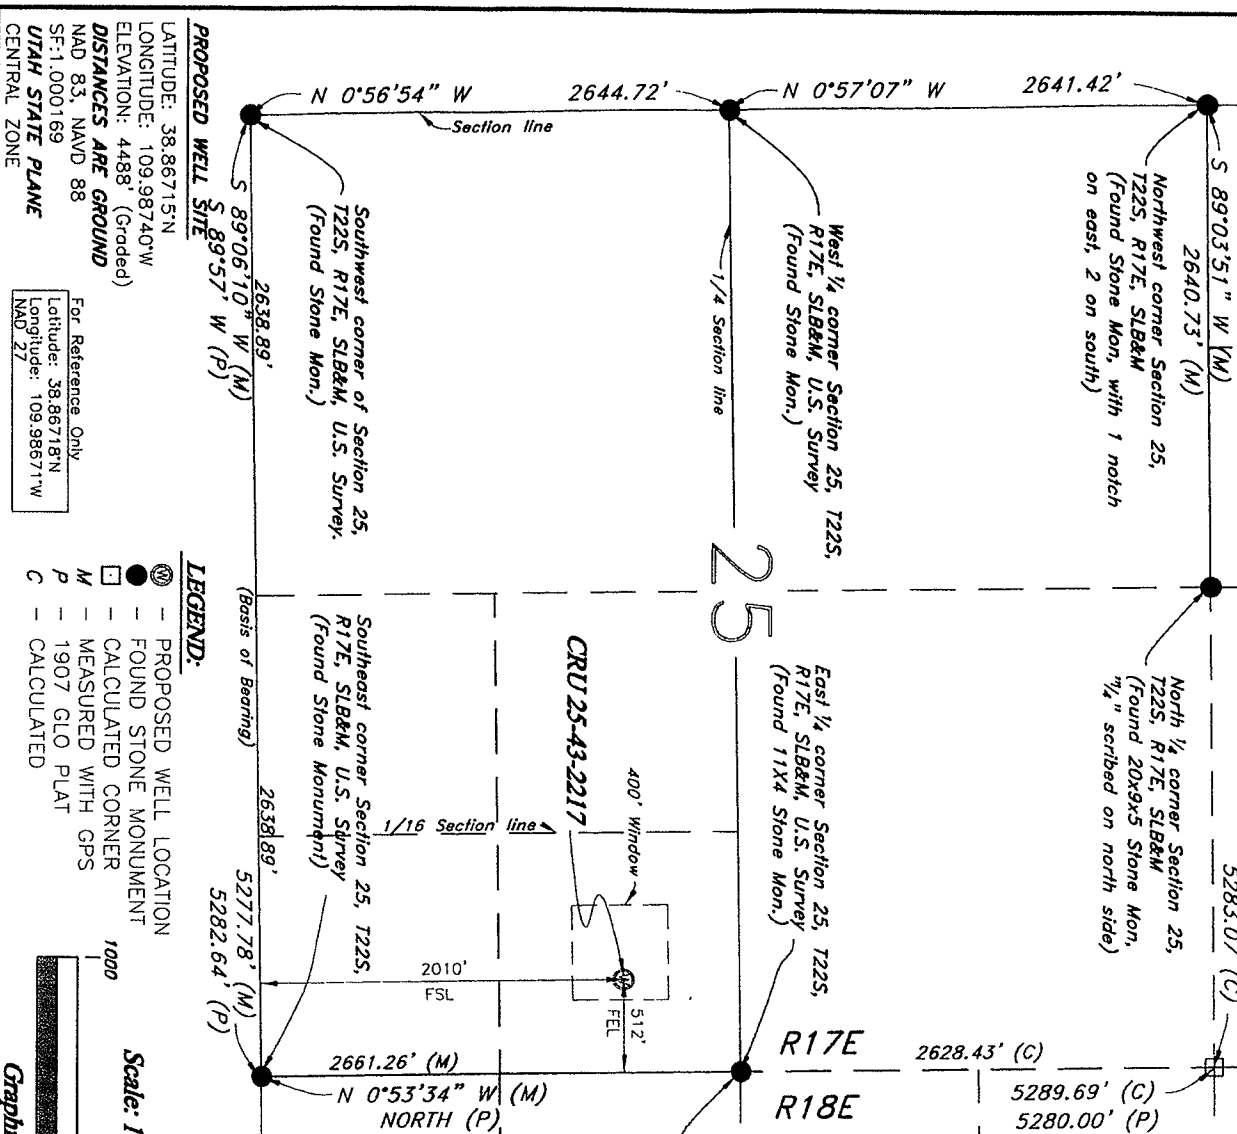 S 89°03'51" W (M)
2640.73' (M)
5283.07' (C)
2641.42'
N 0°57'07" W
2644.72'
N 0°56'54" W
Section line
Northwest corner Section 25,
T22S, R17E, SLB&M
(Found Stone Mon, with 1 notch
on east, 2 on south)
North 1/4 corner Section 25,
T22S, R17E, SLB&M
(Found 20x9x5 Stone Mon,
"1/4" scribed on north side)
West 1/4 corner Section 25, T22S,
R17E, SLB&M, U.S. Survey
(Found Stone Mon.)
1/4 Section line
25
East 1/4 corner Section 25, T22S,
R17E, SLB&M, U.S. Survey
(Found 11X4 Stone Mon.)
R17E
R18E
2628.43' (C)
5289.69' (C)
5280.00' (P)
400' Window
CRU 25-43-2217
1/16 Section line
2010'
FSL
512'
FEL
2661.26' (M)
N 0°53'34" W (M)
NORTH (P)
Southwest corner of Section 25,
T22S, R17E, SLB&M, U.S. Survey.
(Found Stone Mon.)
Southeast corner Section 25, T22S,
R17E, SLB&M, U.S. Survey
(Found Stone Monument)
2638.89'
S 89°06'10" W (M)
S 89°57' W (P)
(Basis of Bearing)
2638.89'
5277.78' (M)
5282.64' (P)
PROPOSED WELL SITE
LATITUDE: 38.86715°N
LONGITUDE: 109.98740°W
ELEVATION: 4488' (Graded)
DISTANCES ARE GROUND
NAD 83, NAVD 88
SF:1.000169
UTAH STATE PLANE
CENTRAL ZONE
For Reference Only
Latitude: 38.86718°N
Longitude: 109.98671°W
NAD 27
LEGEND:
W – PROPOSED WELL LOCATION
– FOUND STONE MONUMENT
– CALCULATED CORNER
M – MEASURED WITH GPS
P – 1907 GLO PLAT
C – CALCULATED
1000
Scale: 1
Graph